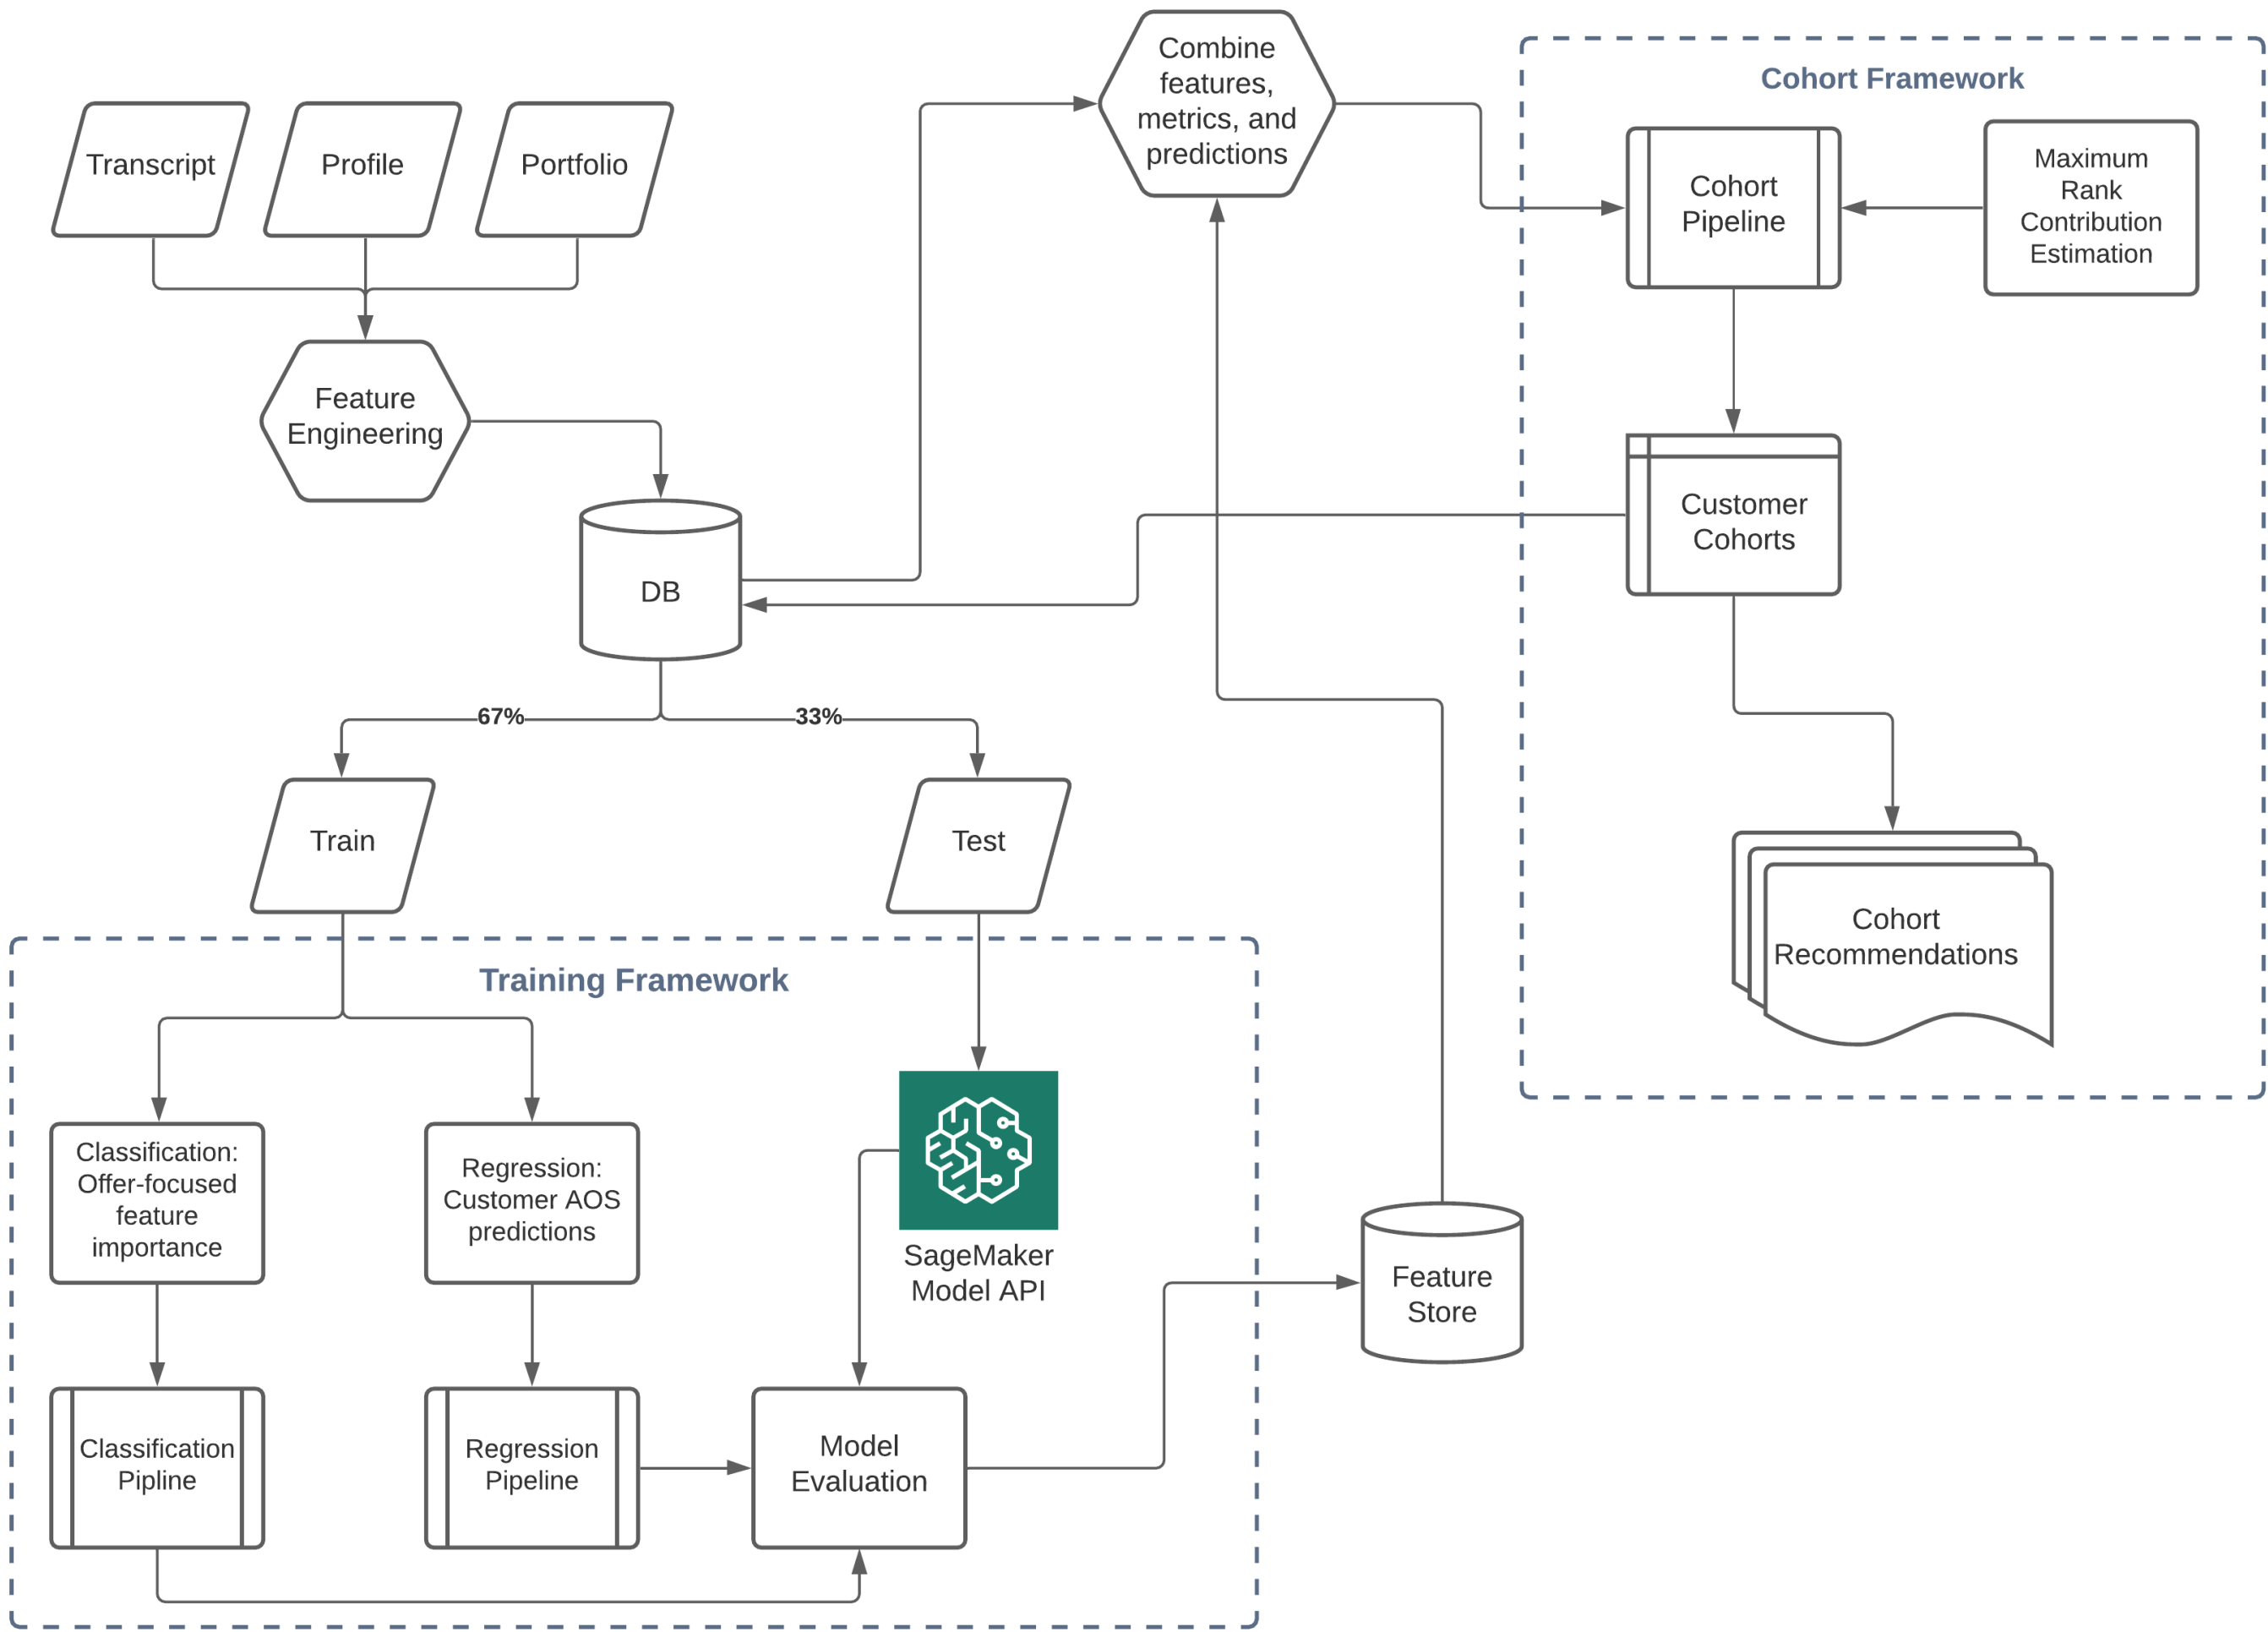 Combine
features,
metrics, and
predictions
Cohort Framework
Transcript
Profile
Portfolio
Cohort
Pipeline
Maximum
Rank
Contribution
Estimation
Feature
Engineering
Customer
Cohorts
DB
67%
33%
Train
Test
Cohort
Recommendations
Training Framework
Classification:
Offer-focused
feature
importance
Regression:
Customer AOS
predictions
SageMaker
Model API
Feature
Store
Classification
Pipline
Regression
Pipeline
Model
Evaluation